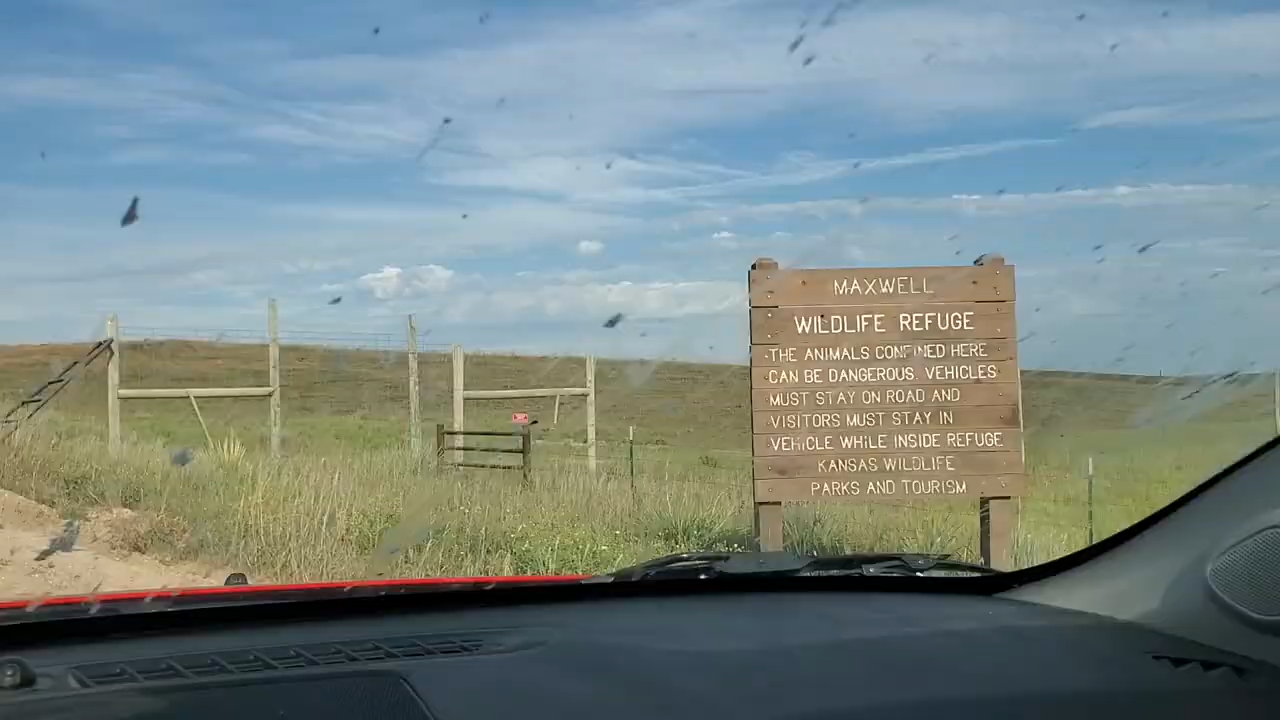 MAXWELL
WILDLIFE REFUGE
THE ANIMALS CONFINED HERE
CAN BE DANGEROUS. VEHICLES
MUST STAY ON ROAD AND
VISITORS MUST STAY IN
VEHICLE WHILE INSIDE REFUGE
KANSAS WILDLIFE
PARKS AND TOURISM